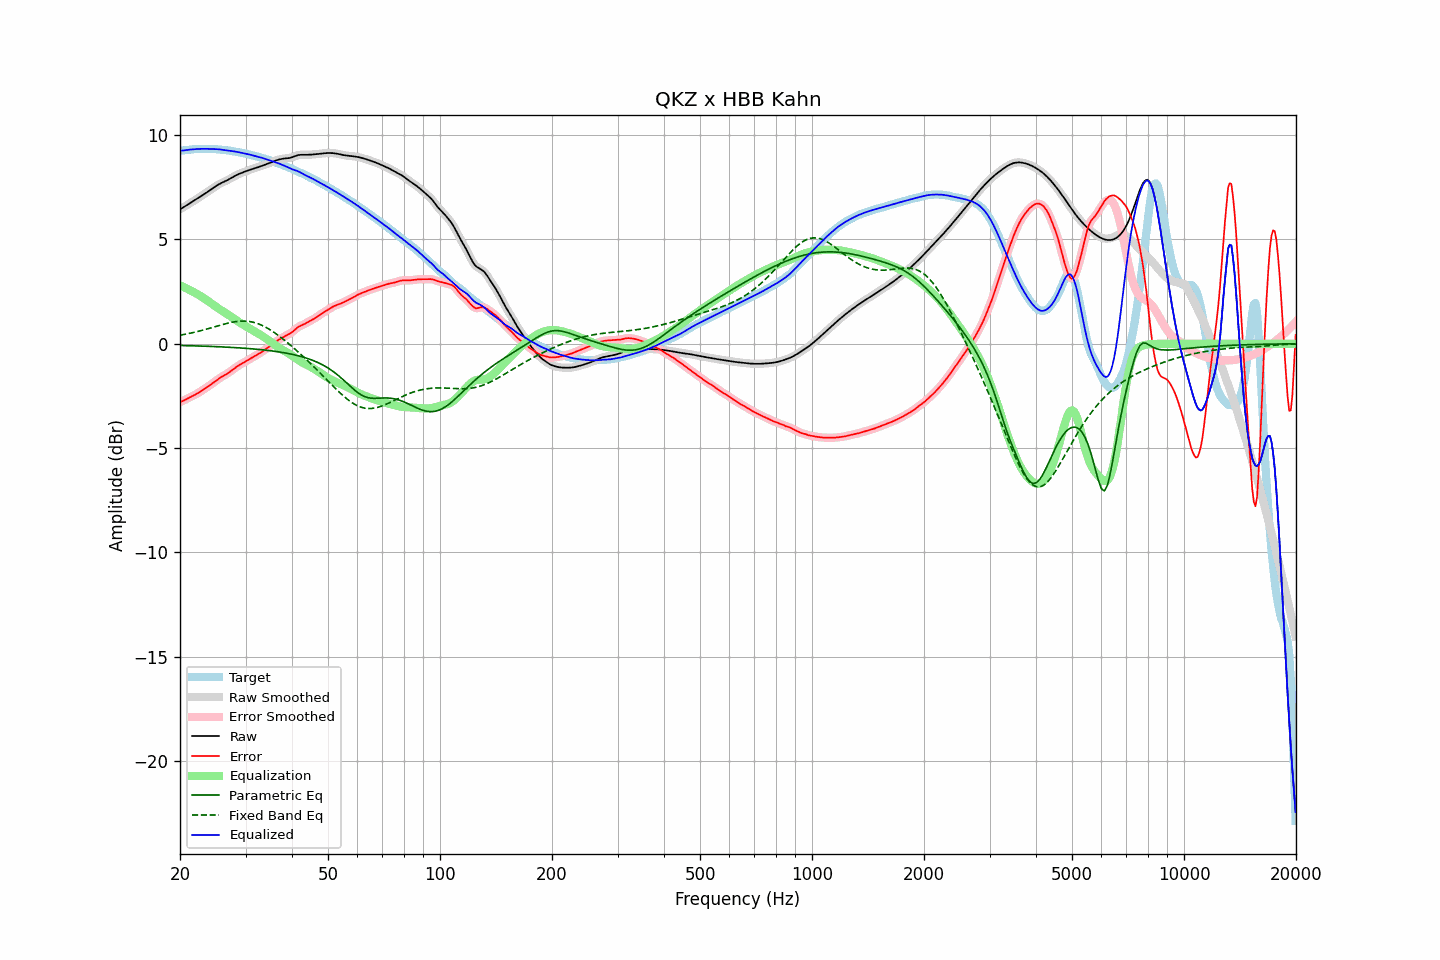 QKZ x HBB Kahn
Amplitude (dBr)
10
5
0
−5
−10
−15
−20
Target
Raw Smoothed
Error Smoothed
Raw
Error
Equalization
Parametric Eq
Fixed Band Eq
Equalized
20 50 100 200 500 1000 2000 5000 10000 20000
Frequency (Hz)